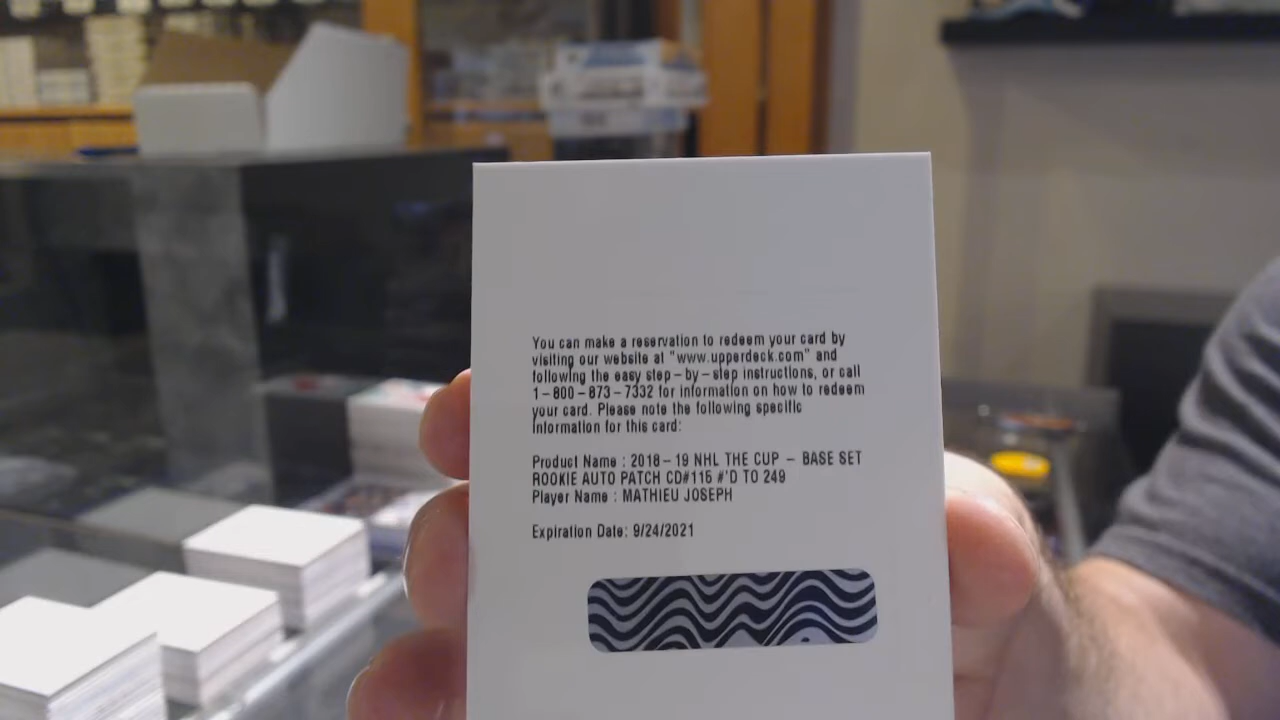 You can make a reservation to redeem your card by
visiting our website at "www.upperdeck.com" and
following the easy step – by – step instructions, or call
1 – 800 – 873 – 7332 for information on how to redeem
your card. Please note the following specific
information for this card:
Product Name : 2018 – 19 NHL THE CUP – BASE SET
ROOKIE AUTO PATCH CD#115 #'D TO 249
Player Name : MATHIEU JOSEPH
Expiration Date: 9/24/2021